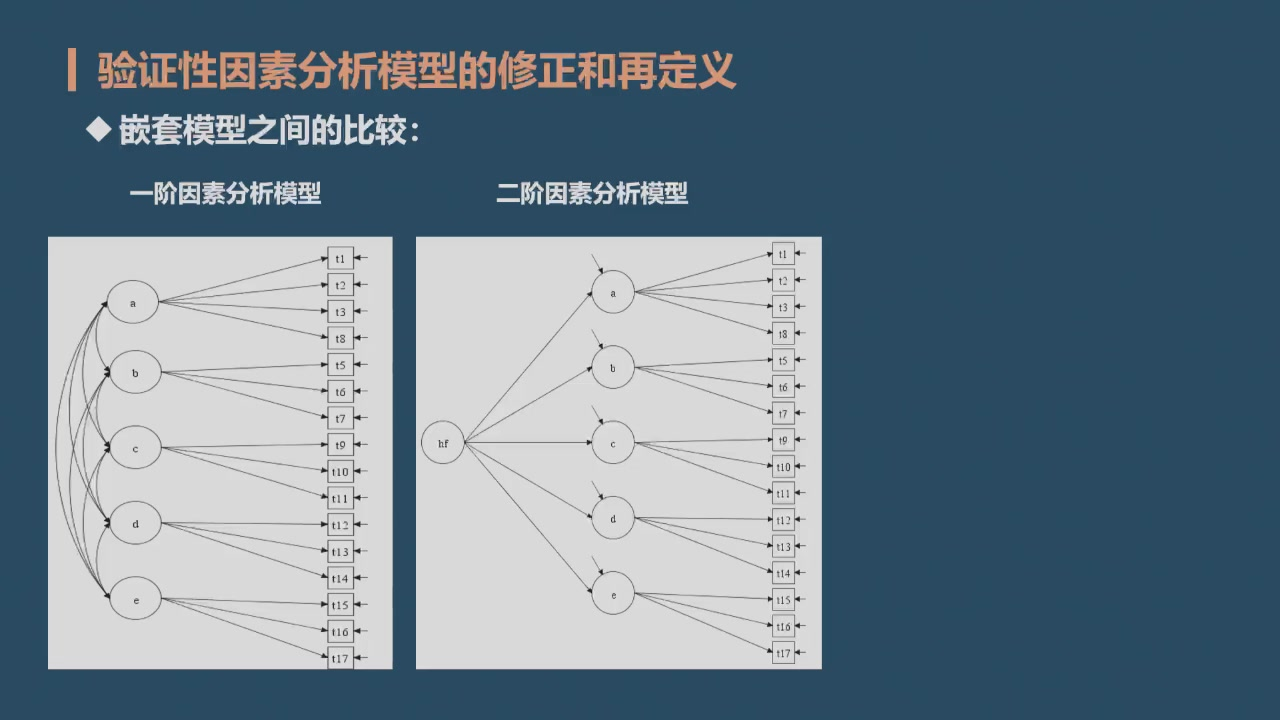 验证性因素分析模型的修正和再定义
◆ 嵌套模型之间的比较：
一阶因素分析模型
二阶因素分析模型
a
b
c
d
e
t1
t2
t3
t8
t5
t6
t7
t9
t10
t11
t12
t13
t14
t15
t16
t17
hf
a
b
c
d
e
t1
t2
t3
t8
t5
t6
t7
t9
t10
t11
t12
t13
t14
t15
t16
t17